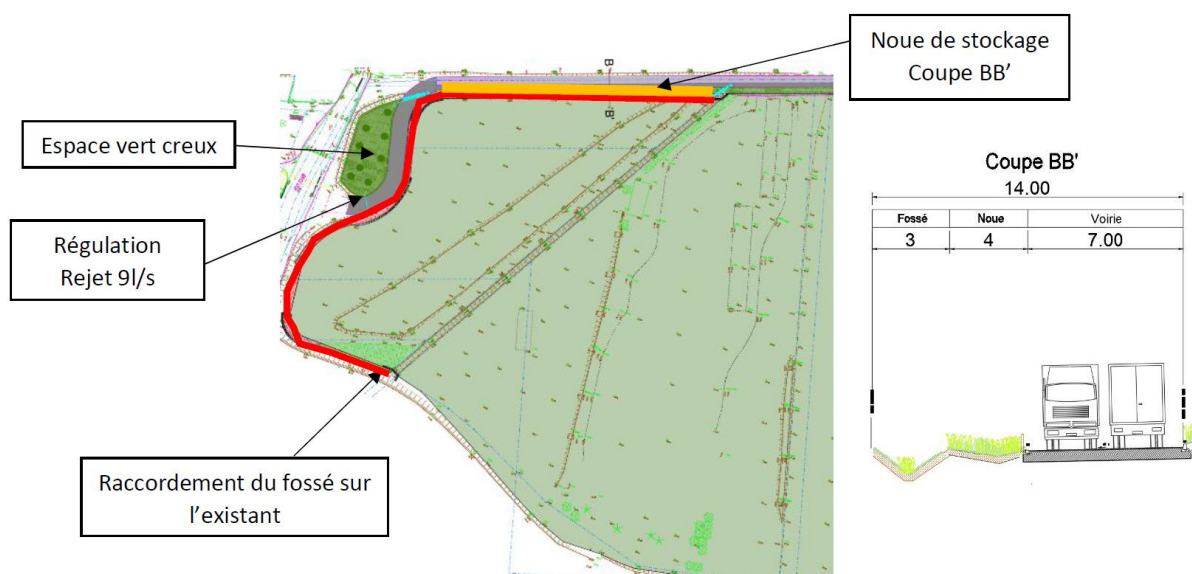 Noue de stockage
Coupe BB'
B
B'
Espace vert creux
Régulation
Rejet 9l/s
Raccordement du fossé sur
l'existant
Coupe BB'
14.00
Fossé Noue Voirie
3 4 7.00